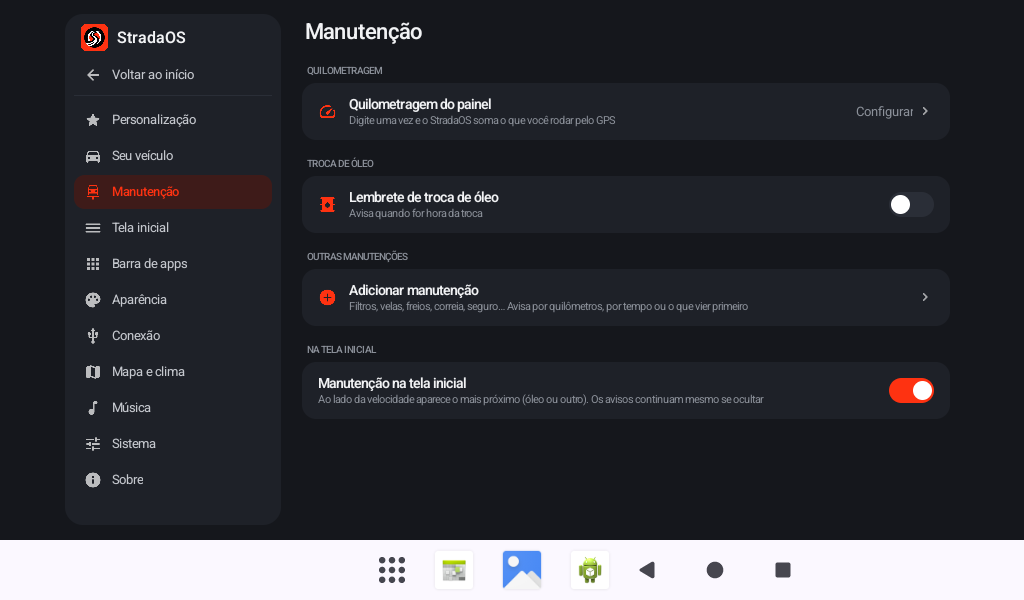 StradaOS
Voltar ao início
Personalização
Seu veículo
Manutenção
Tela inicial
Barra de apps
Aparência
Conexão
Mapa e clima
Música
Sistema
Sobre
Manutenção
QUILOMETRAGEM
Quilometragem do painel
Digite uma vez e o StradaOS soma o que você rodar pelo GPS
Configurar
TROCA DE ÓLEO
Lembrete de troca de óleo
Avisa quando for hora da troca
OUTRAS MANUTENÇÕES
Adicionar manutenção
Filtros, velas, freios, correia, seguro... Avisa por quilômetros, por tempo ou o que vier primeiro
NA TELA INICIAL
Manutenção na tela inicial
Ao lado da velocidade aparece o mais próximo (óleo ou outro). Os avisos continuam mesmo se ocultar